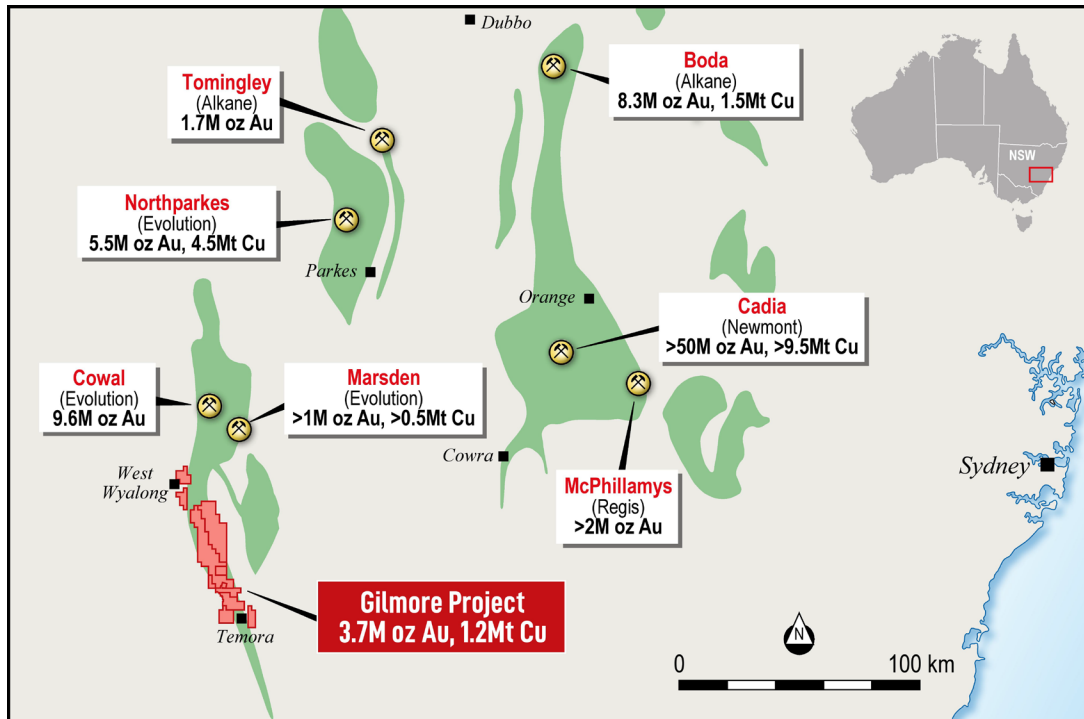 Dubbo
Tomingley
(Alkane)
1.7M oz Au
Boda
(Alkane)
8.3M oz Au, 1.5Mt Cu
NSW
Northparkes
(Evolution)
5.5M oz Au, 4.5Mt Cu
Parkes
Orange
Cadia
(Newmont)
>50M oz Au, >9.5Mt Cu
Cowal
(Evolution)
9.6M oz Au
Marsden
(Evolution)
>1M oz Au, >0.5Mt Cu
Cowra
West
Wyalong
McPhillamys
(Regis)
>2M oz Au
Sydney
Gilmore Project
3.7M oz Au, 1.2Mt Cu
Temora
N
0
100 km